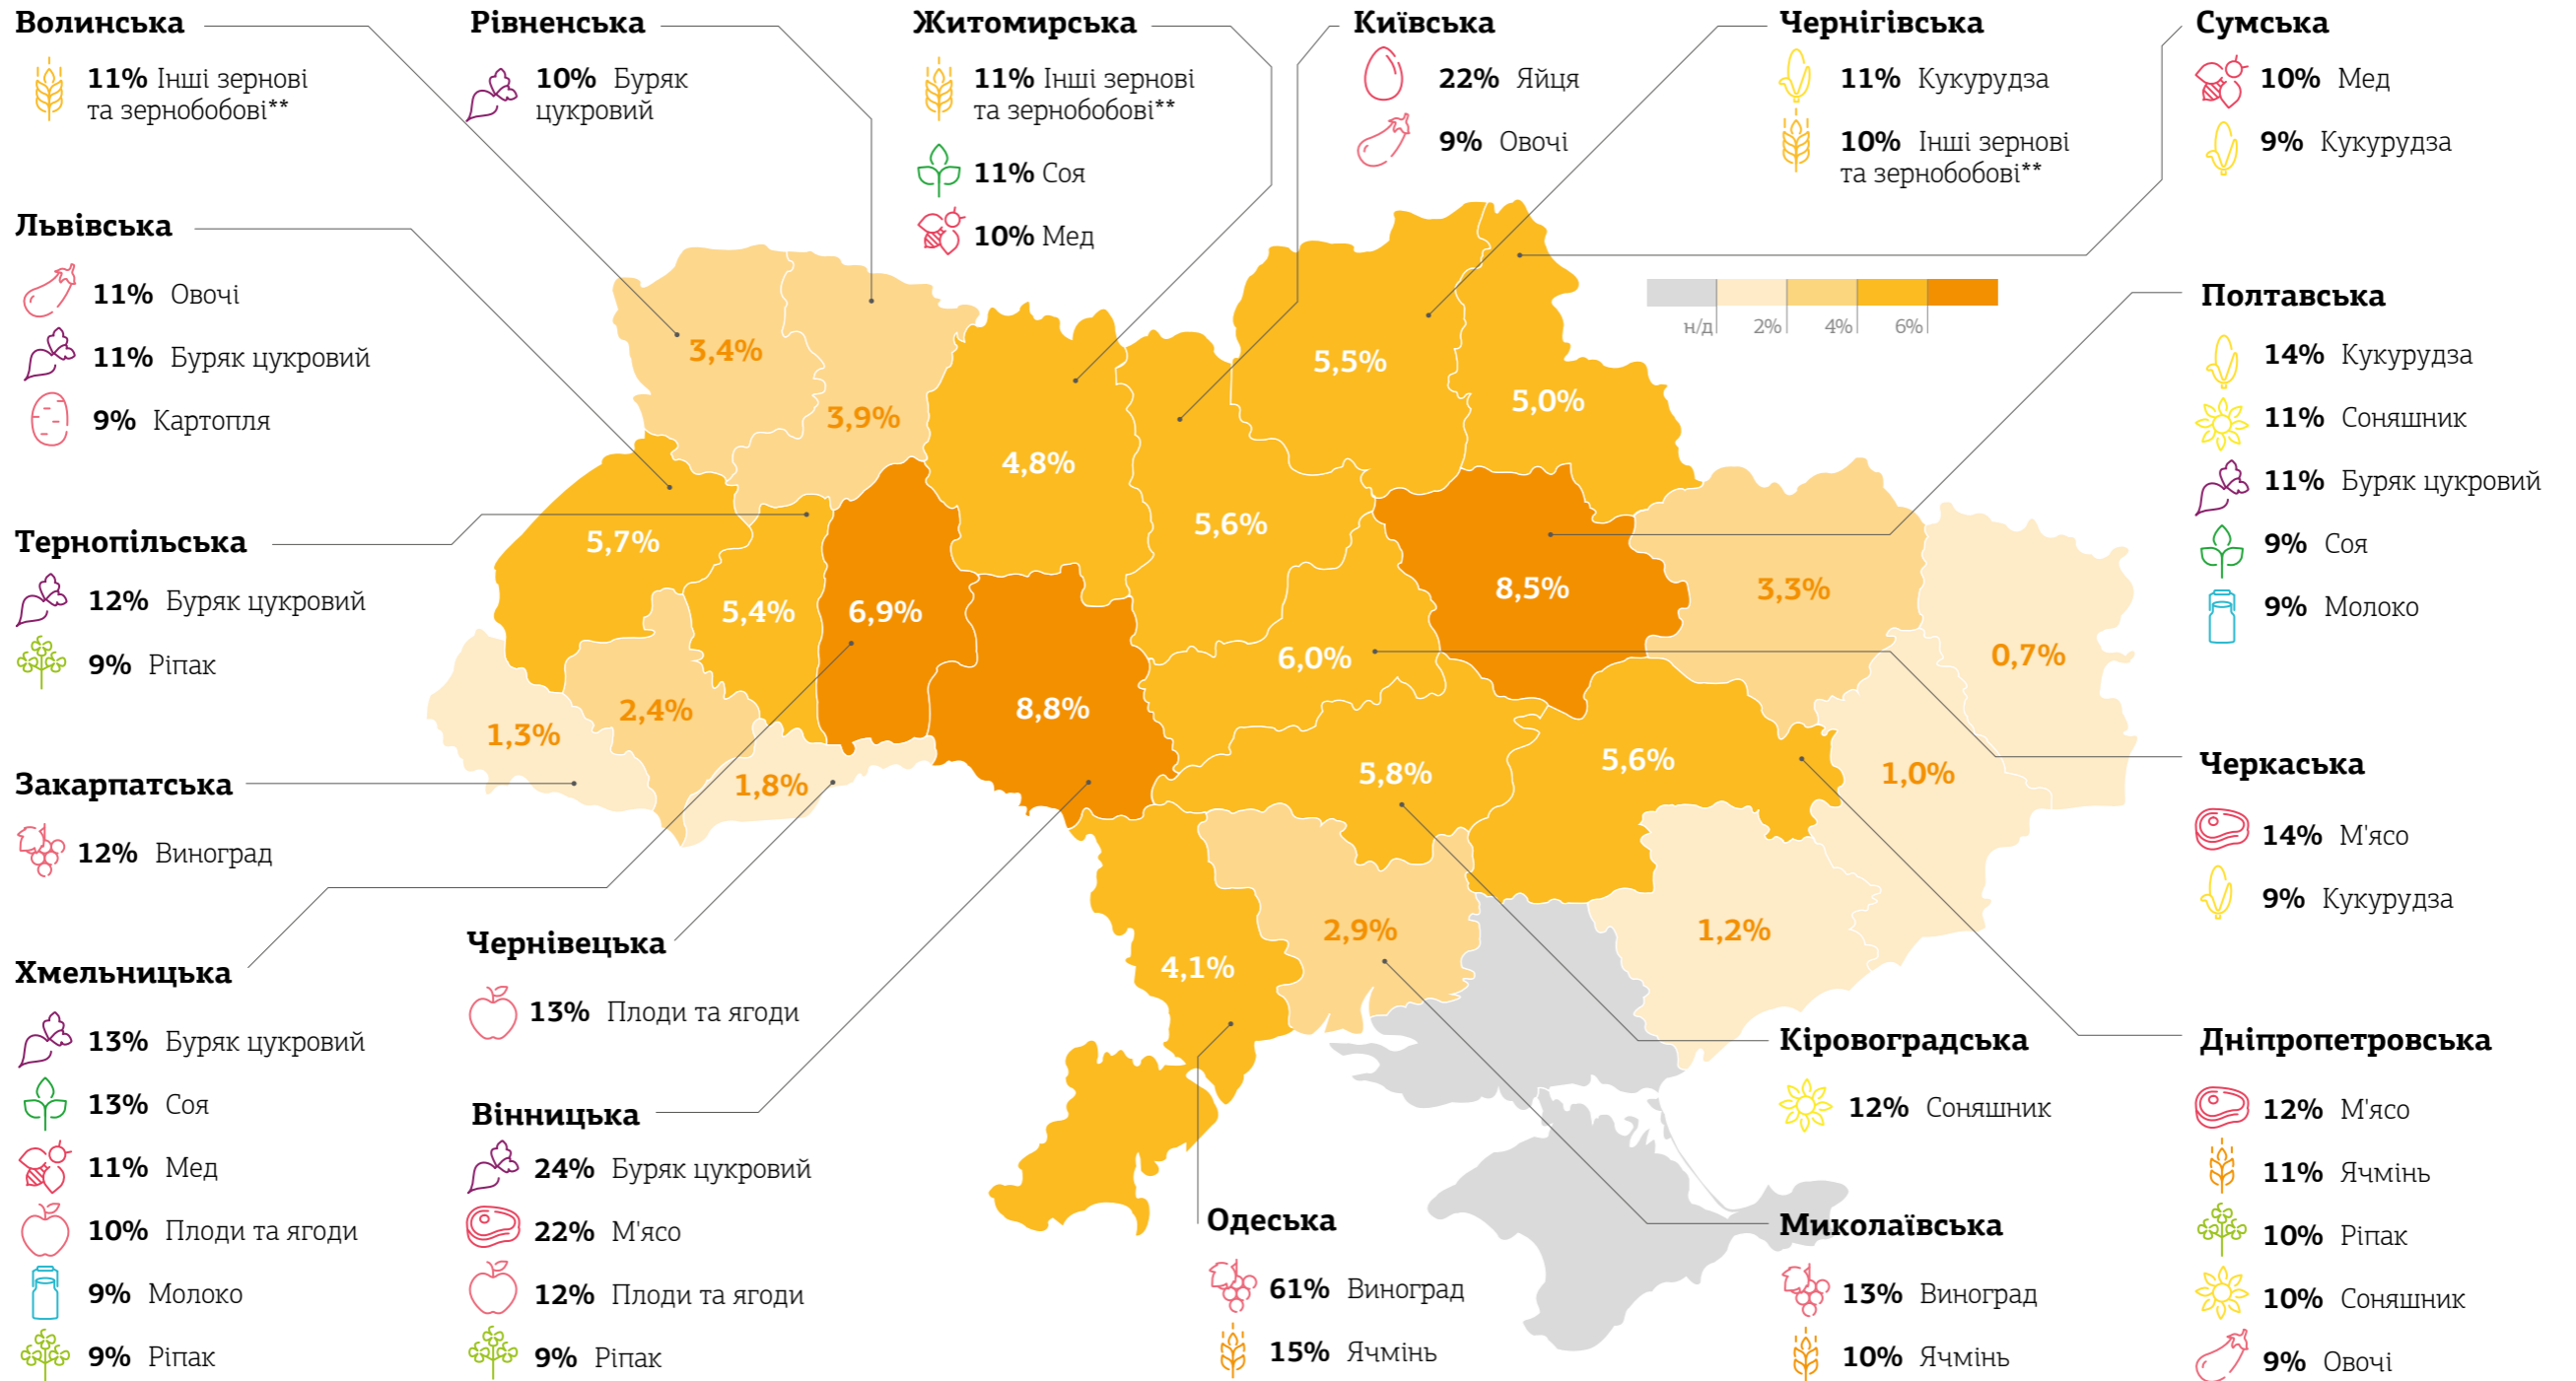 Волинська
11% Інші зернові
та зернобобові**
Рівненська
10% Буряк
цукровий
Житомирська
11% Інші зернові
та зернобобові**
11% Соя
10% Мед
Київська
22% Яйця
9% Овочі
Чернігівська
11% Кукурудза
10% Інші зернові
та зернобобові**
Сумська
10% Мед
9% Кукурудза
Львівська
11% Овочі
11% Буряк цукровий
9% Картопля
н/д 2% 4% 6%
Полтавська
14% Кукурудза
11% Соняшник
11% Буряк цукровий
9% Соя
9% Молоко
Тернопільська
12% Буряк цукровий
9% Ріпак
3,4%
3,9%
4,8%
5,5%
5,0%
5,7%
5,4%
6,9%
5,6%
8,5%
3,3%
0,7%
1,3%
2,4%
1,8%
8,8%
6,0%
5,8%
5,6%
1,0%
4,1%
2,9%
1,2%
Закарпатська
12% Виноград
Черкаська
14% М'ясо
9% Кукурудза
Хмельницька
13% Буряк цукровий
13% Соя
11% Мед
10% Плоди та ягоди
9% Молоко
9% Ріпак
Чернівецька
13% Плоди та ягоди
Вінницька
24% Буряк цукровий
22% М'ясо
12% Плоди та ягоди
9% Ріпак
Одеська
61% Виноград
15% Ячмінь
Кіровоградська
12% Соняшник
Миколаївська
13% Виноград
10% Ячмінь
Дніпропетровська
12% М'ясо
11% Ячмінь
10% Ріпак
10% Соняшник
9% Овочі